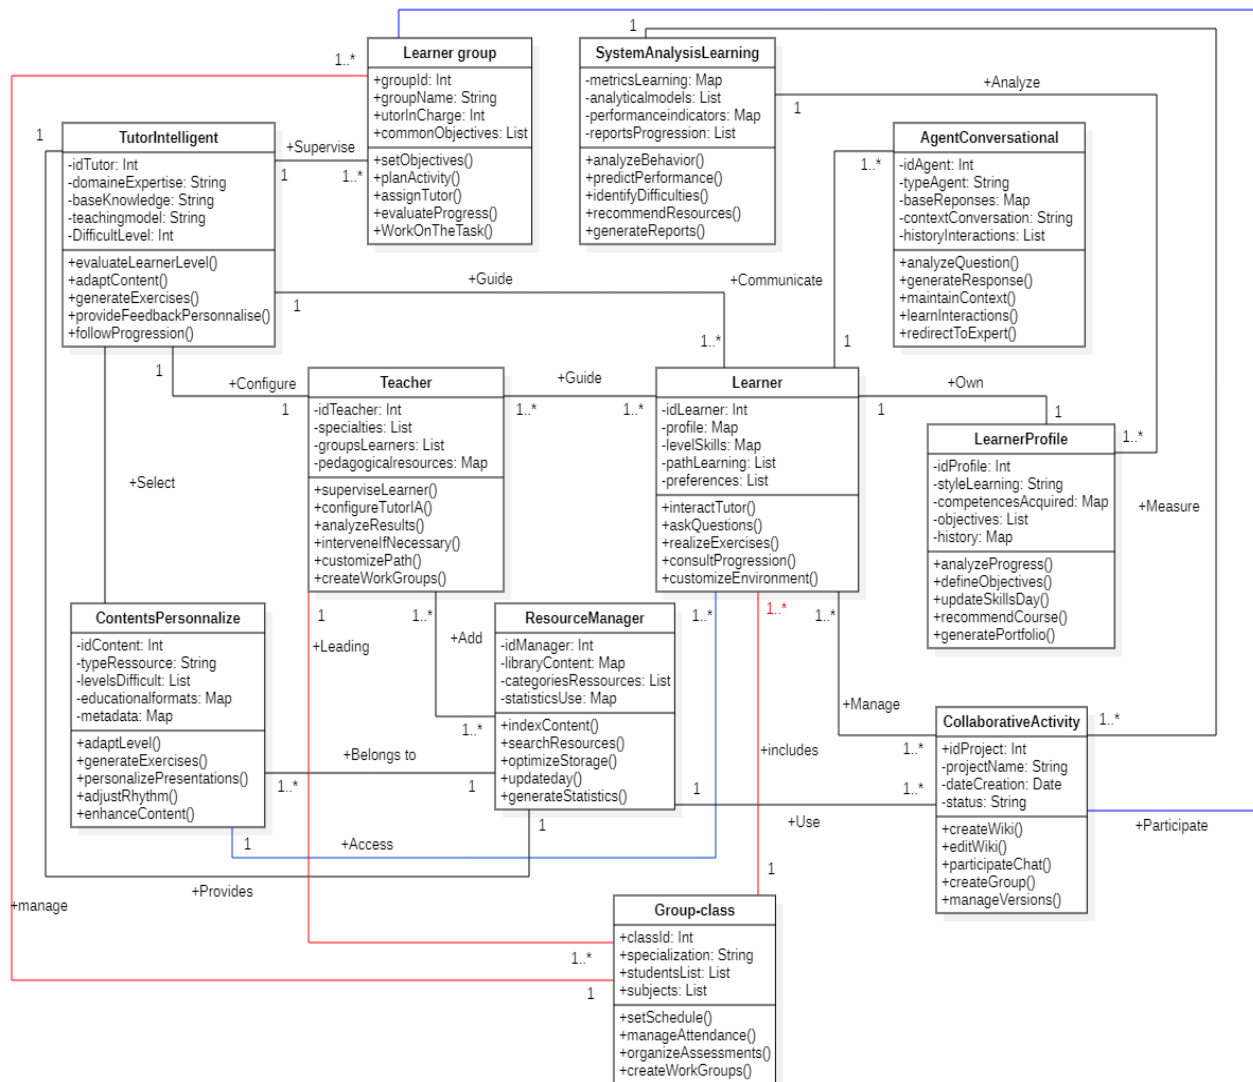 1
Learner group
+groupId: Int
+groupName: String
+utorInCharge: Int
+commonObjectives: List
+setObjectives()
+planActivity()
+assignTutor()
+evaluateProgress()
+WorkOnTheTask()
1..*
SystemAnalysisLearning
-metricsLearning: Map
-analyticalmodels: List
-performanceindicators: Map
-reportsProgression: List
+analyzeBehavior()
+predictPerformance()
+identifyDifficulties()
+recommendResources()
+generateReports()
+Analyze
1
1
TutorIntelligent
-idTutor: Int
-domaineExpertise: String
-baseKnowledge: String
-teachingmodel: String
-DifficultLevel: Int
+evaluateLearnerLevel()
+adaptContent()
+generateExercises()
+provideFeedbackPersonnalise()
+followProgression()
+Supervise
1
1..*
AgentConversational
-idAgent: Int
-typeAgent: String
-baseReponses: Map
-contextConversation: String
-historyInteractions: List
+analyzeQuestion()
+generateResponse()
+maintainContext()
+learnInteractions()
+redirectToExpert()
1..*
+Communicate
1
+Guide
1
1..*
1
+Configure
1
Teacher
-idTeacher: Int
-specialties: List
-groupsLearners: List
-pedagogicalresources: Map
+superviseLearner()
+configureTutorIA()
+analyzeResults()
+interveneIfNecessary()
+customizePath()
+createWorkGroups()
+Guide
1..*
1..*
Learner
-idLearner: Int
-profile: Map
-levelSkills: Map
-pathLearning: List
-preferences: List
+interactTutor()
+askQuestions()
+realizeExercises()
+consultProgression()
+customizeEnvironment()
+Own
1
1
LearnerProfile
-idProfile: Int
-styleLearning: String
-competencesAcquired: Map
-objectives: List
-history: Map
+analyzeProgress()
+defineObjectives()
+updateSkillsDay()
+recommendCourse()
+generatePortfolio()
1..*
+Measure
+Select
ContentsPersonnalize
-idContent: Int
-typeRessource: String
-levelsDifficult: List
-educationalformats: Map
-metadata: Map
+adaptLevel()
+generateExercises()
+personalizePresentations()
+adjustRhythm()
+enhanceContent()
1
+Leading
1..*
+Add
1..*
ResourceManager
-idManager: Int
-libraryContent: Map
-categoriesRessources: List
-statisticsUse: Map
+indexContent()
+searchResources()
+optimizeStorage()
+updateday()
+generateStatistics()
1..*
1..*
1..*
+Manage
1..*
+includes
+Belongs to
1..*
1
1
1..*
+Use
CollaborativeActivity
+idProject: Int
-projectName: String
-dateCreation: Date
-status: String
+createWiki()
+editWiki()
+participateChat()
+createGroup()
+manageVersions()
1..*
+Participate
1
+Access
1
+Provides
+manage
1
Group-class
+classId: Int
+specialization: String
+studentsList: List
+subjects: List
+setSchedule()
+manageAttendance()
+organizeAssessments()
+createWorkGroups()
1..*
1